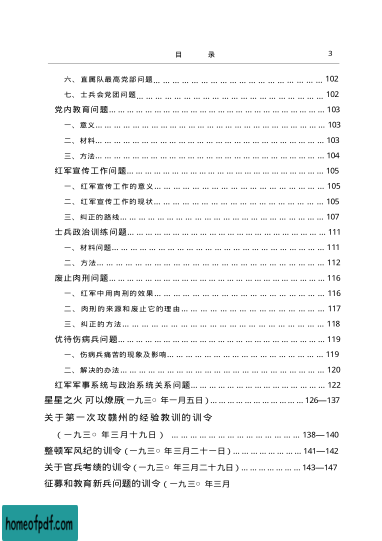 目 录 3
六、直属队最高党部问题……………………………………………… 102
七、士兵会党团问题…………………………………………………… 102
党内教育问题…………………………………………………………… 103
一、意义………………………………………………………………… 103
二、材料………………………………………………………………… 103
三、方法………………………………………………………………… 104
红军宣传工作问题……………………………………………………… 105
一、红军宣传工作的意义……………………………………………… 105
二、红军宣传工作的现状……………………………………………… 105
三、纠正的路线………………………………………………………… 107
士兵政治训练问题……………………………………………………… 111
一、材料问题…………………………………………………………… 111
二、方法………………………………………………………………… 112
废止肉刑问题…………………………………………………………… 116
一、红军中用肉刑的效果……………………………………………… 116
二、肉刑的来源和废止它的理由……………………………………… 117
三、纠正的方法………………………………………………………… 118
优待伤病兵问题………………………………………………………… 119
一、伤病兵痛苦的现象及影响………………………………………… 119
二、解决的办法………………………………………………………… 120
红军军事系统与政治系统关系问题…………………………………… 122
星星之火 可以燎原(一九三○ 年一月五日)………………………… 126—137
关于第一次攻赣州的经验教训的训令
(一九三○ 年三月十九日) …………………………………… 138—140
整顿军风纪的训令(一九三○ 年三月二十一日)………………… 141—142
关于官兵考绩的训令(一九三○ 年三月二十九日)……………… 143—147
征募和教育新兵问题的训令(一九三○ 年三月
homeofpdf.com